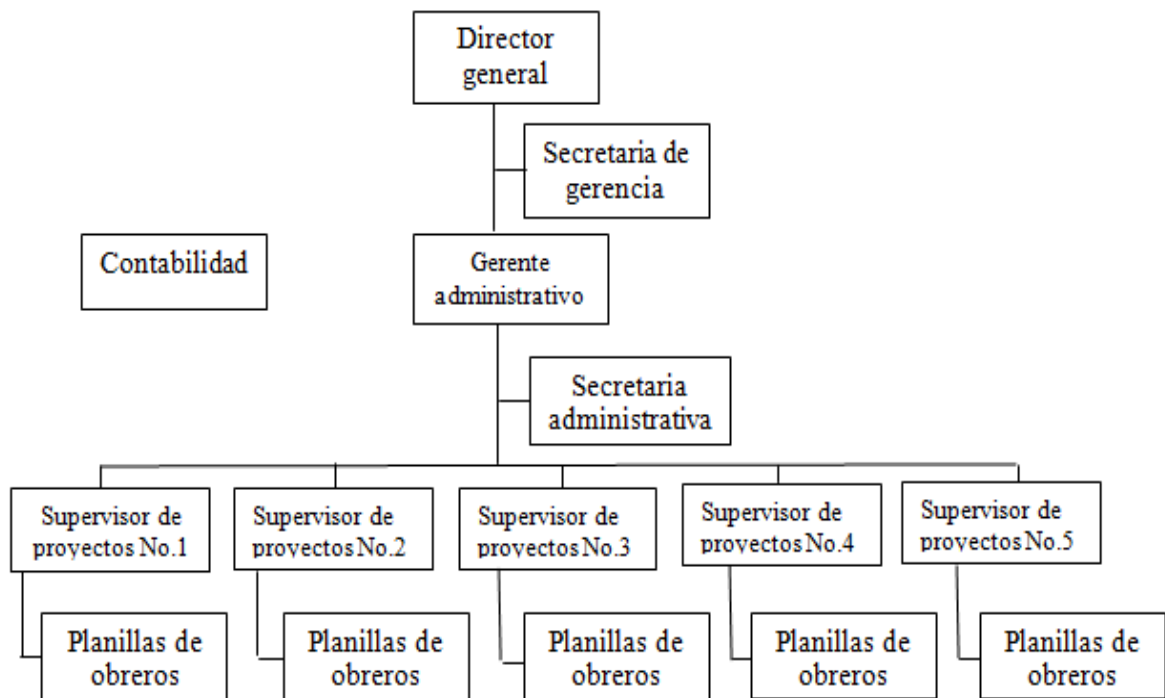 Director
general
Secretaria de
gerencia
Contabilidad
Gerente
administrativo
Secretaria
administrativa
Supervisor de
proyectos No.1
Supervisor de
proyectos No.2
Supervisor de
proyectos No.3
Supervisor de
proyectos No.4
Supervisor de
proyectos No.5
Planillas de
obreros
Planillas de
obreros
Planillas de
obreros
Planillas de
obreros
Planillas de
obreros